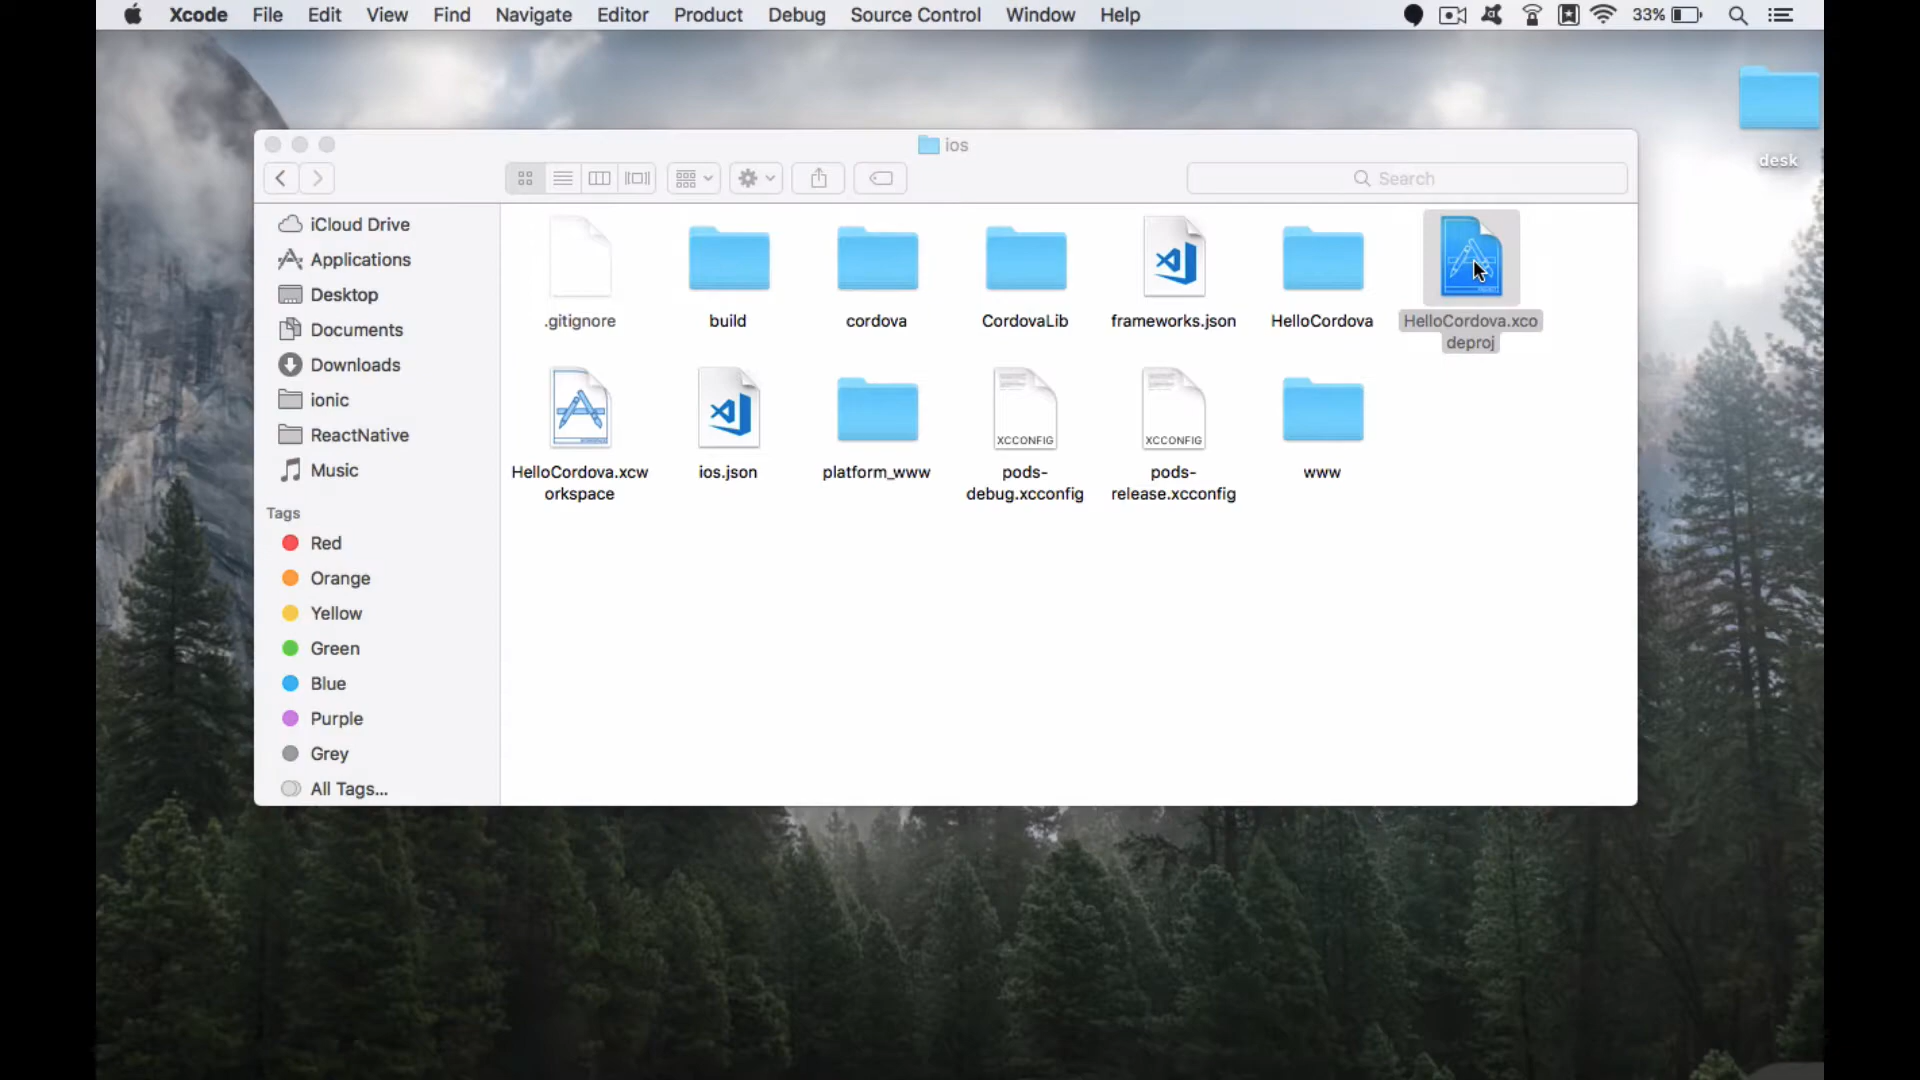 Xcode File Edit View Find Navigate Editor Product Debug Source Control Window Help 33%
desk
ios
Search
iCloud Drive
Applications
Desktop
Documents
Downloads
ionic
ReactNative
Music
Tags
Red
Orange
Yellow
Green
Blue
Purple
Grey
All Tags...
.gitignore
build
cordova
CordovaLib
frameworks.json
HelloCordova
HelloCordova.xco
deproj
HelloCordova.xcw
orkspace
ios.json
platform_www
XCCONFIG
pods-
debug.xcconfig
XCCONFIG
pods-
release.xcconfig
www